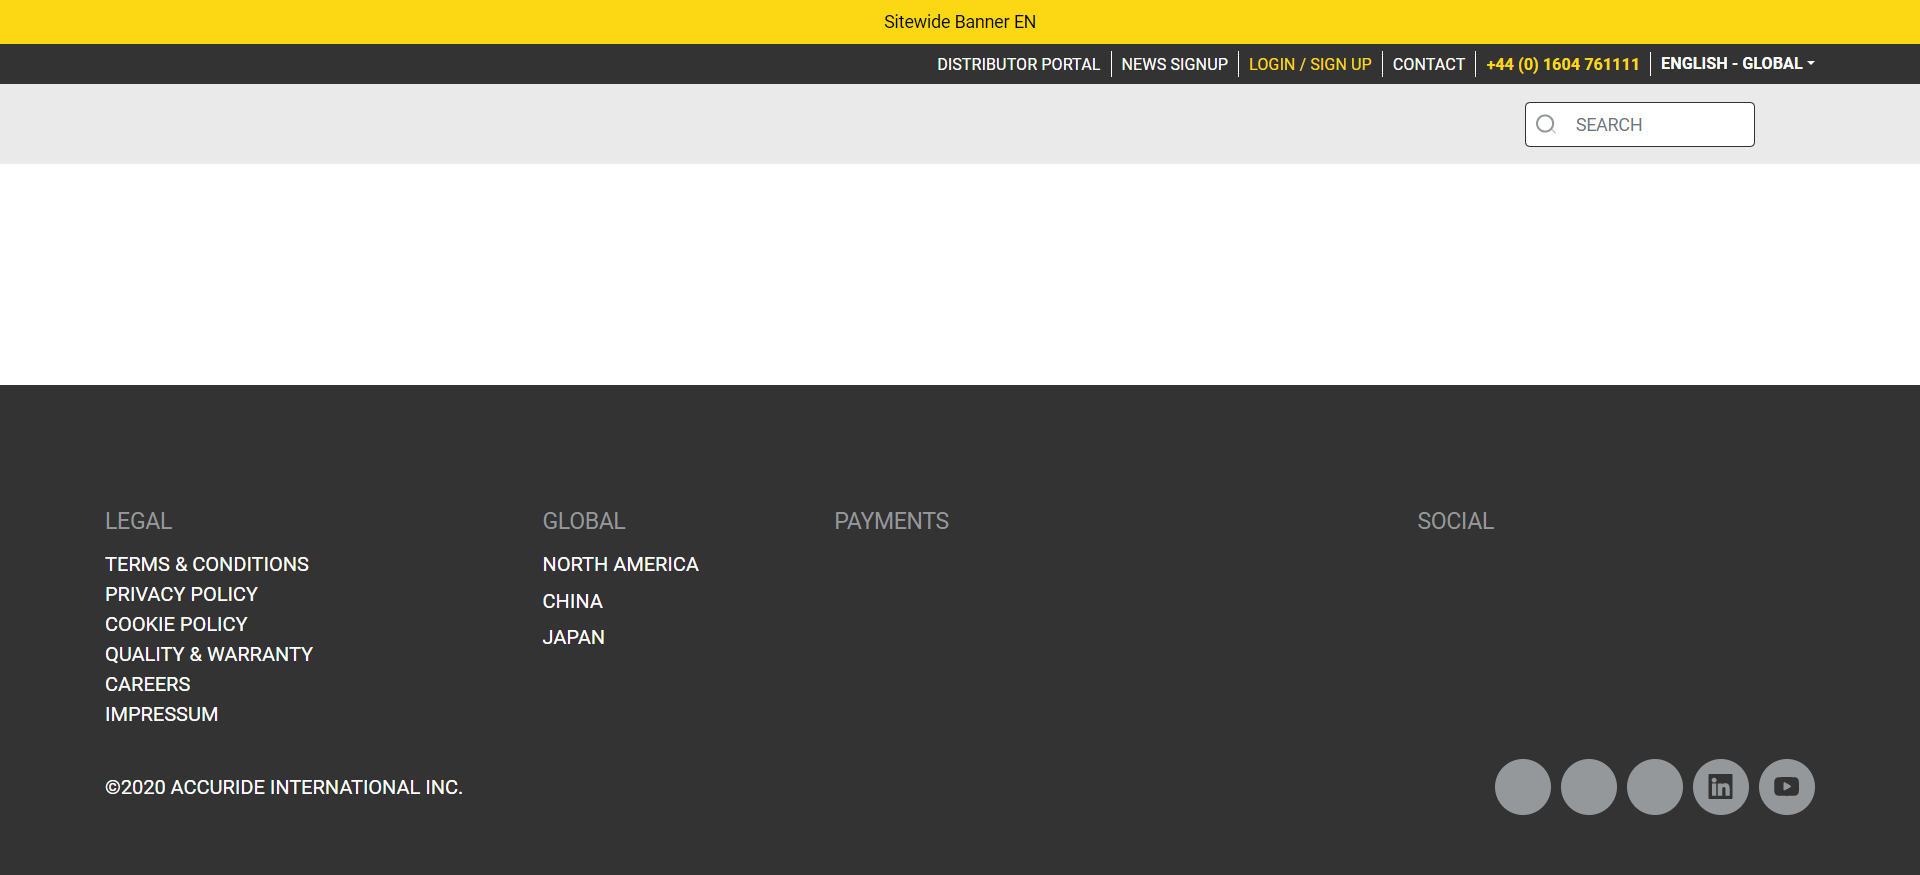 Sitewide Banner EN
DISTRIBUTOR PORTAL
NEWS SIGNUP
LOGIN / SIGN UP
CONTACT
+44 (0) 1604 761111
ENGLISH - GLOBAL
SEARCH
LEGAL
TERMS & CONDITIONS
PRIVACY POLICY
COOKIE POLICY
QUALITY & WARRANTY
CAREERS
IMPRESSUM
GLOBAL
NORTH AMERICA
CHINA
JAPAN
PAYMENTS
SOCIAL
©2020 ACCURIDE INTERNATIONAL INC.
in